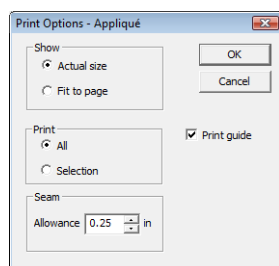 Print Options - Appliqué
Show
Actual size
Fit to page
OK
Cancel
Print
All
Selection
Print guide
Seam
Allowance 0.25 in